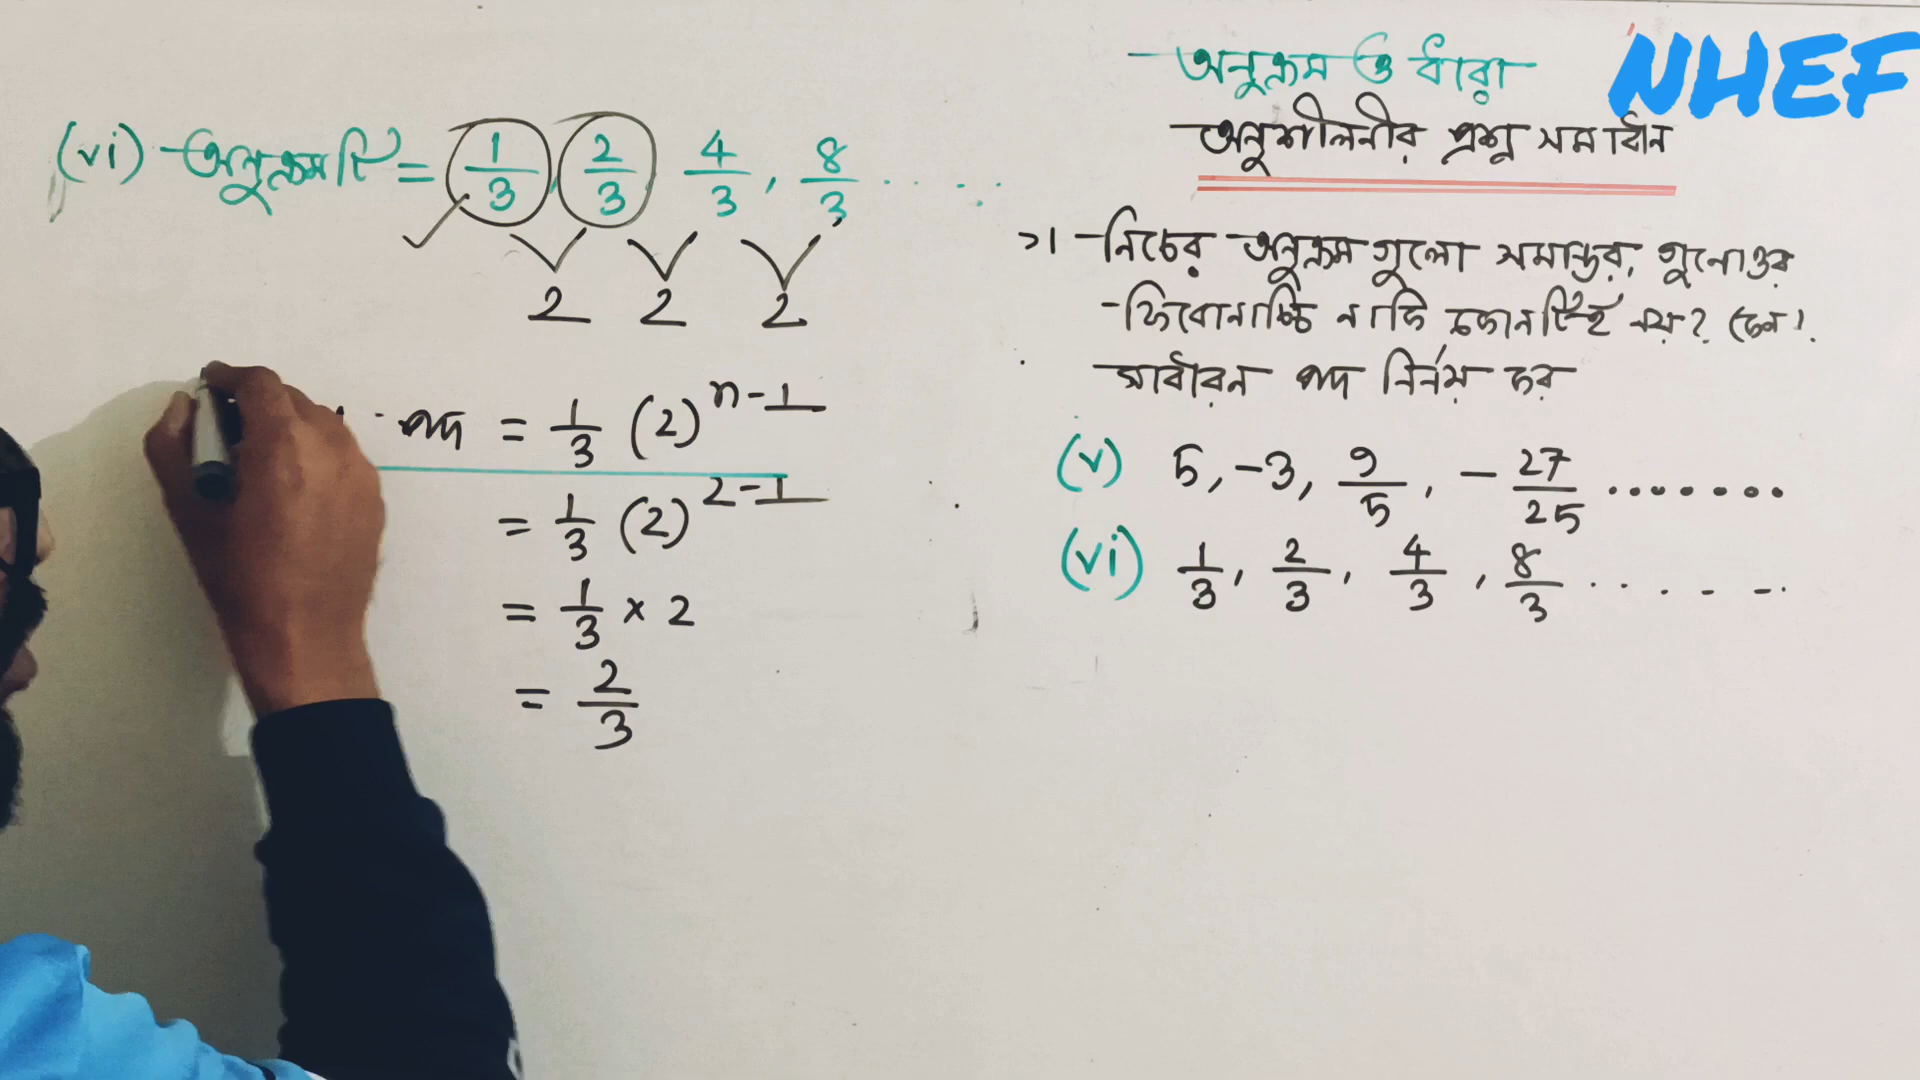 (vi) অনুক্রমটি = 1/3, 2/3 4/3, 8/3 . . . .
2 2 2
পদ = 1/3 (2)^n-1
= 1/3 (2)^2-1
= 1/3 × 2
= 2/3
NHEF
অনুক্রম ও ধারা
অনুশীলনীর প্রশ্ন সমাধান
১। নিচের অনুক্রম গুলো সমান্তর, গুনোত্তর
ফিবোনাচ্চি নাকি কোনটিই নয়? কেন।
সাধারন পদ নির্নয় কর
(v) 5, -3, 9/5, - 27/25 ........
(vi) 1/3, 2/3, 4/3, 8/3 . . . - -.